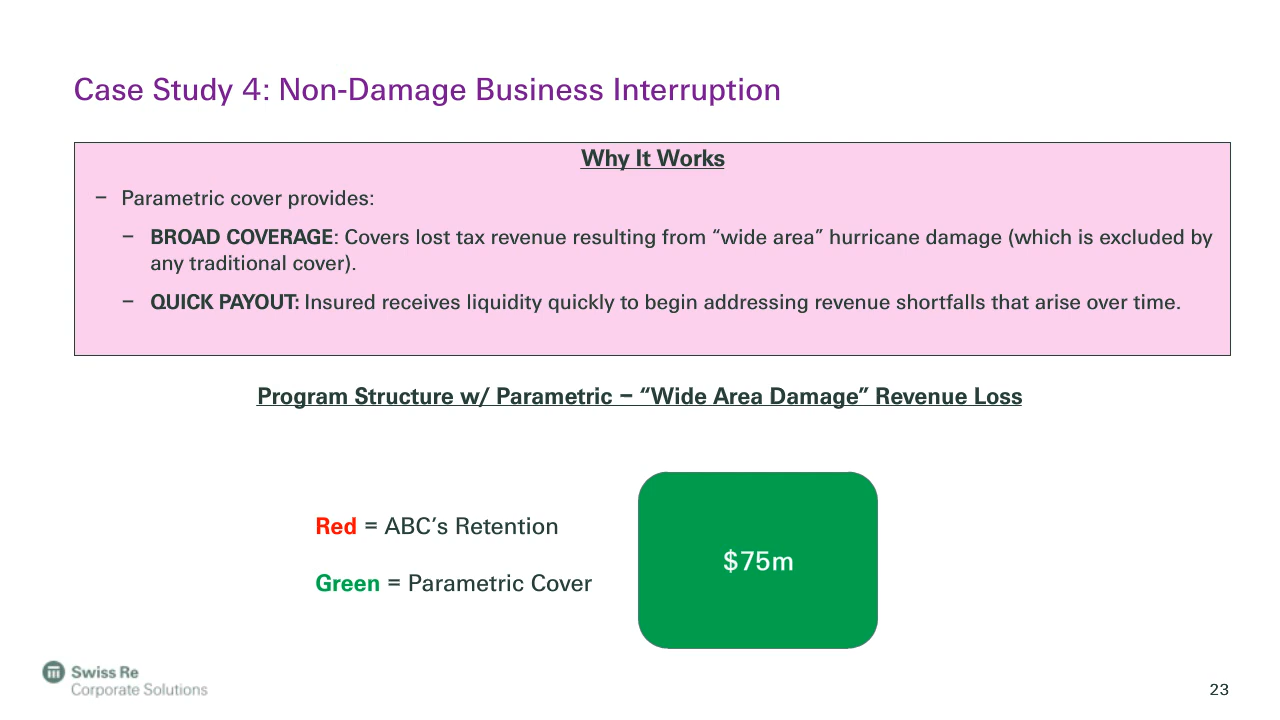 Case Study 4: Non-Damage Business Interruption
Why It Works
− Parametric cover provides:
− BROAD COVERAGE: Covers lost tax revenue resulting from “wide area” hurricane damage (which is excluded by
any traditional cover).
− QUICK PAYOUT: Insured receives liquidity quickly to begin addressing revenue shortfalls that arise over time.
Program Structure w/ Parametric − “Wide Area Damage” Revenue Loss
Red = ABC’s Retention
Green = Parametric Cover
$75m
Swiss Re
Corporate Solutions
23